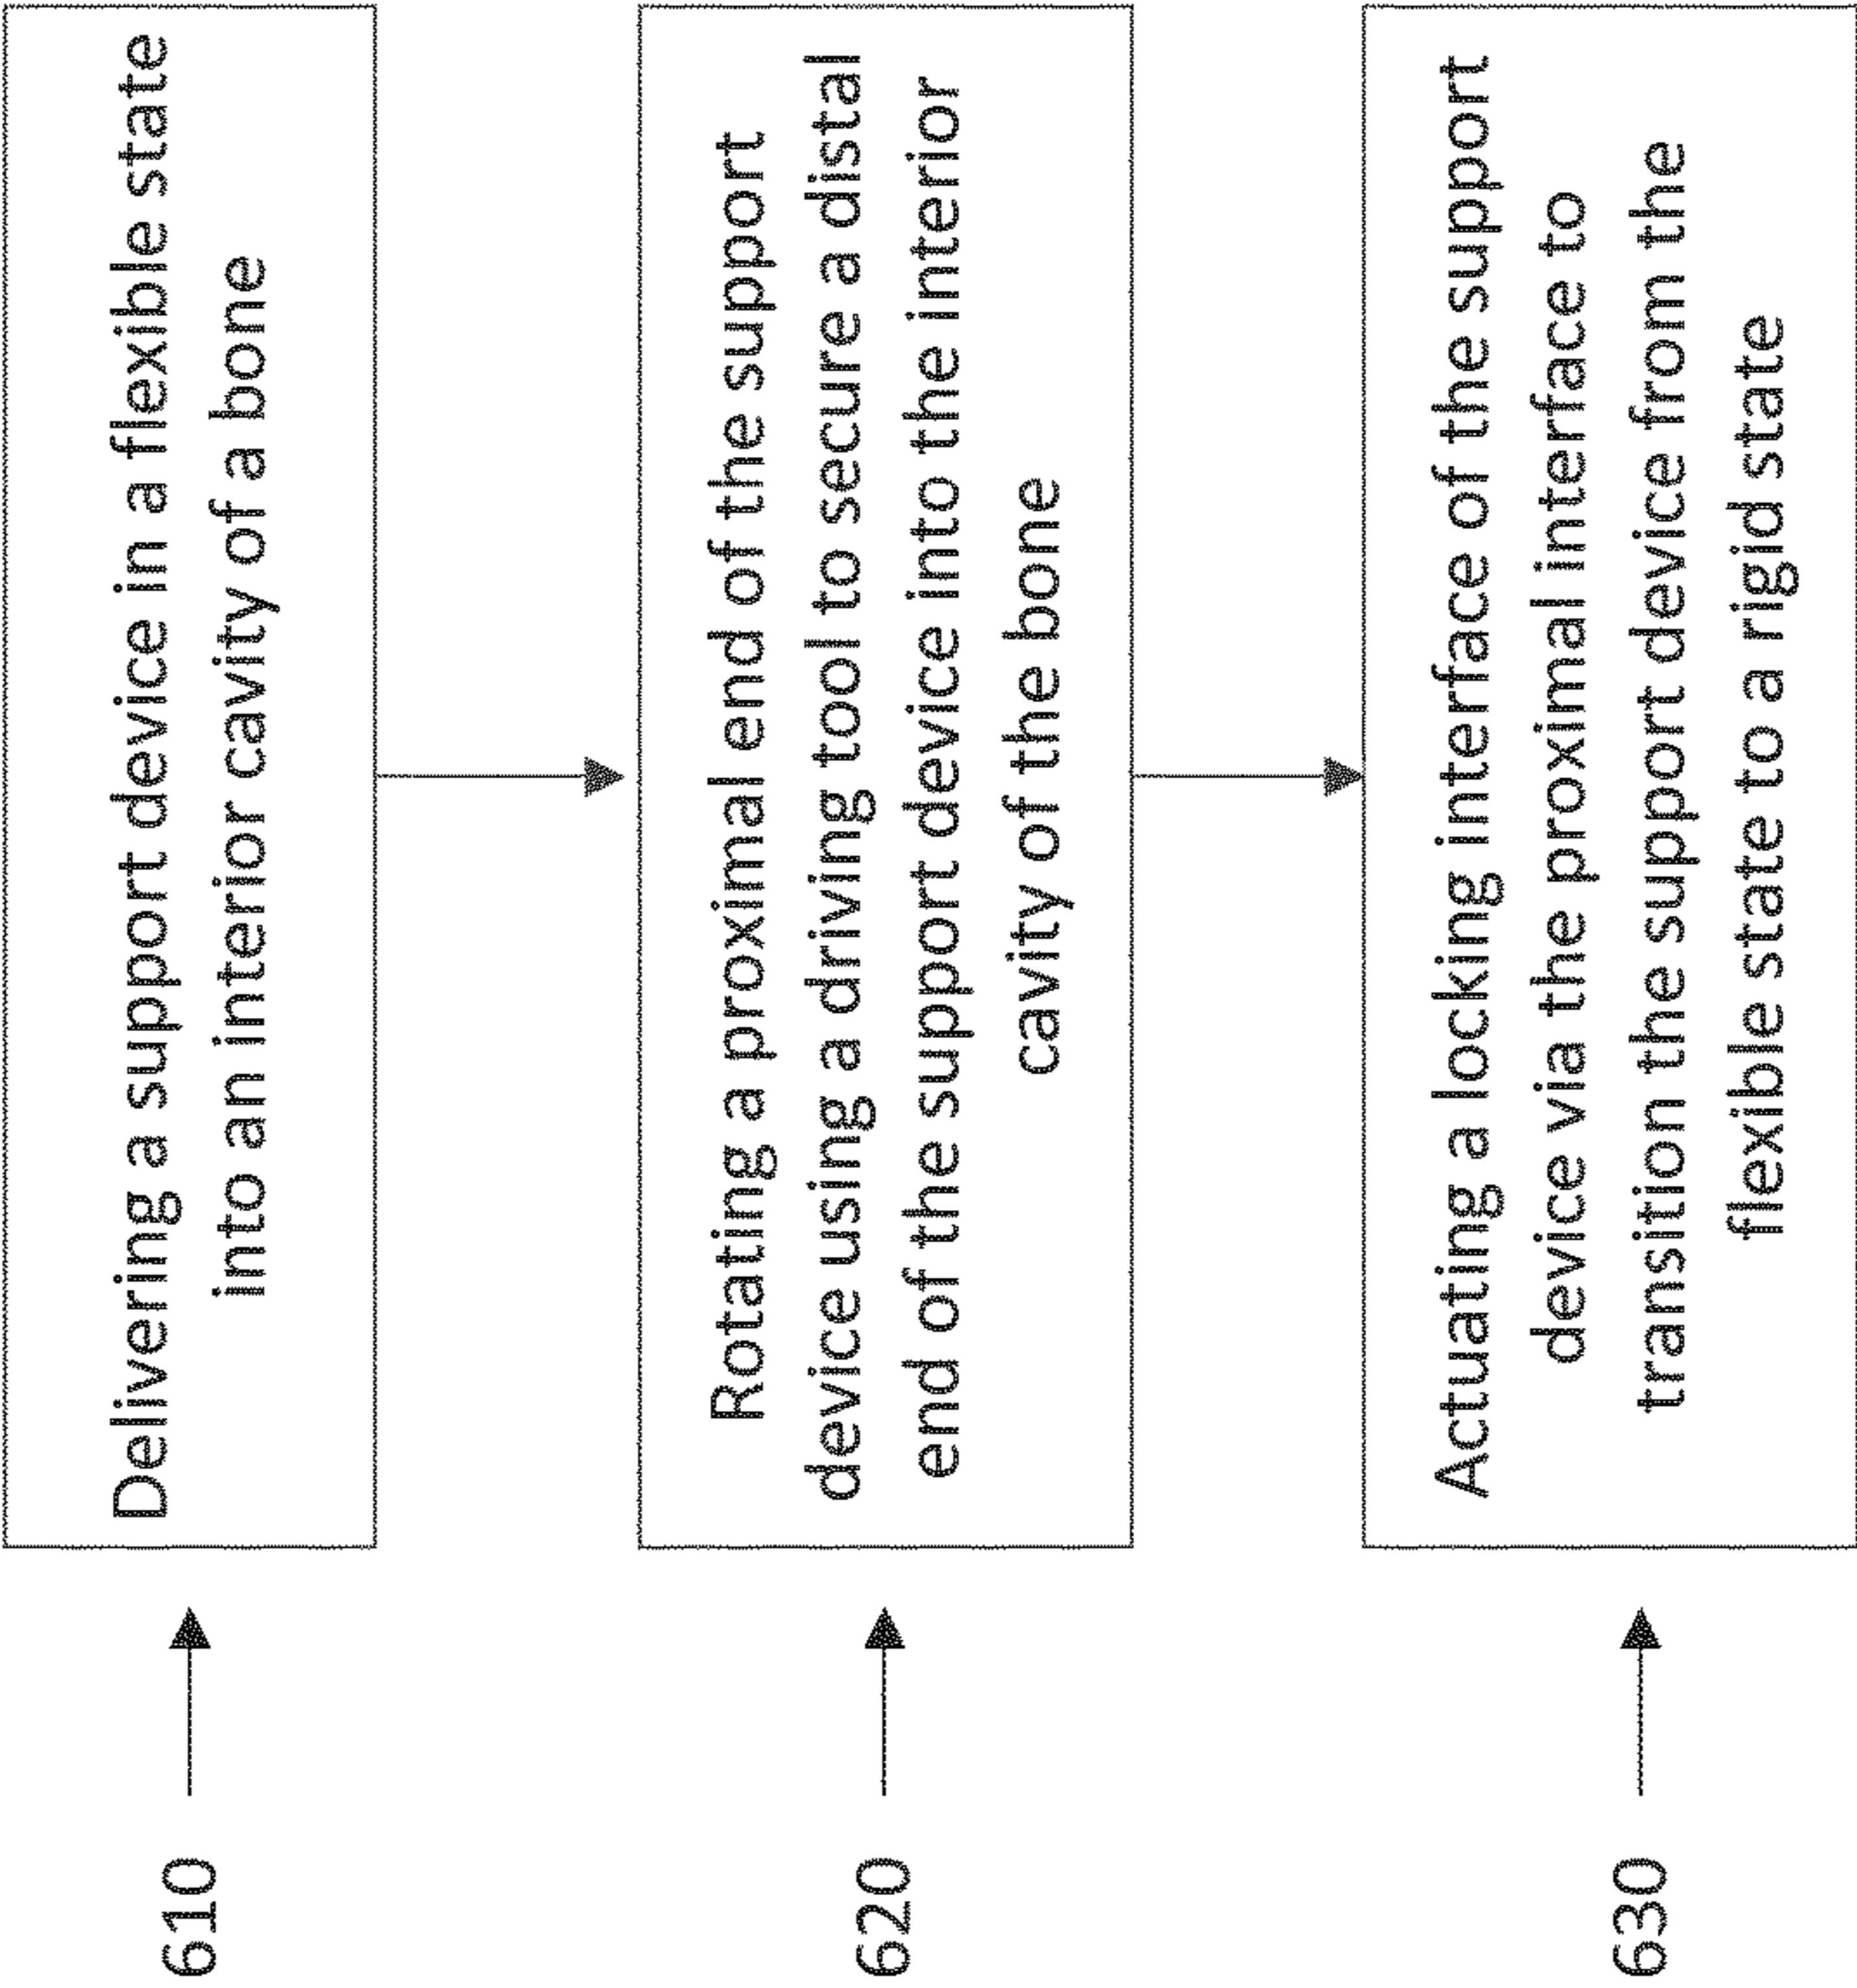 610
Delivering a support device in a flexible state
into an interior cavity of a bone
620
Rotating a proximal end of the support
device using a driving tool to secure a distal
end of the support device into the interior
cavity of the bone
630
Actuating a locking interface of the support
device via the proximal interface to
transition the support device from the
flexible state to a rigid state